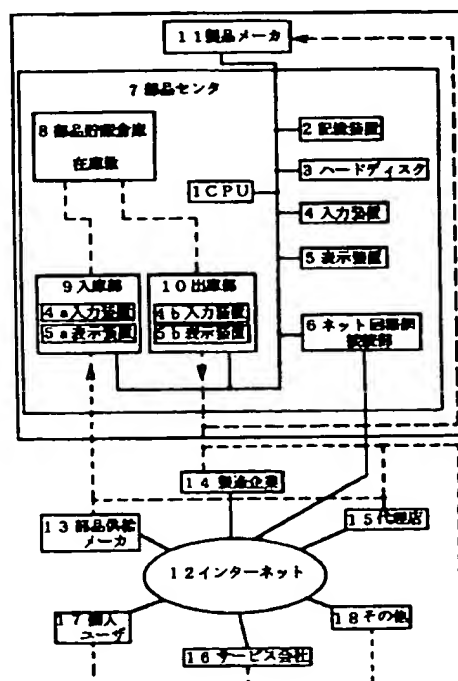 11製品メーカ
7部品センタ
8部品貯蔵倉庫
在庫数
2記憶装置
3ハードディスク
1CPU
4入力装置
5表示装置
9入庫部
4a入力装置
5a表示装置
10出庫部
4b入力装置
5b表示装置
6ネット回路網
接続部
14製造企業
13部品供給
メーカ
15代理店
12インターネット
17個人
ユーザ
18その他
16サービス会社